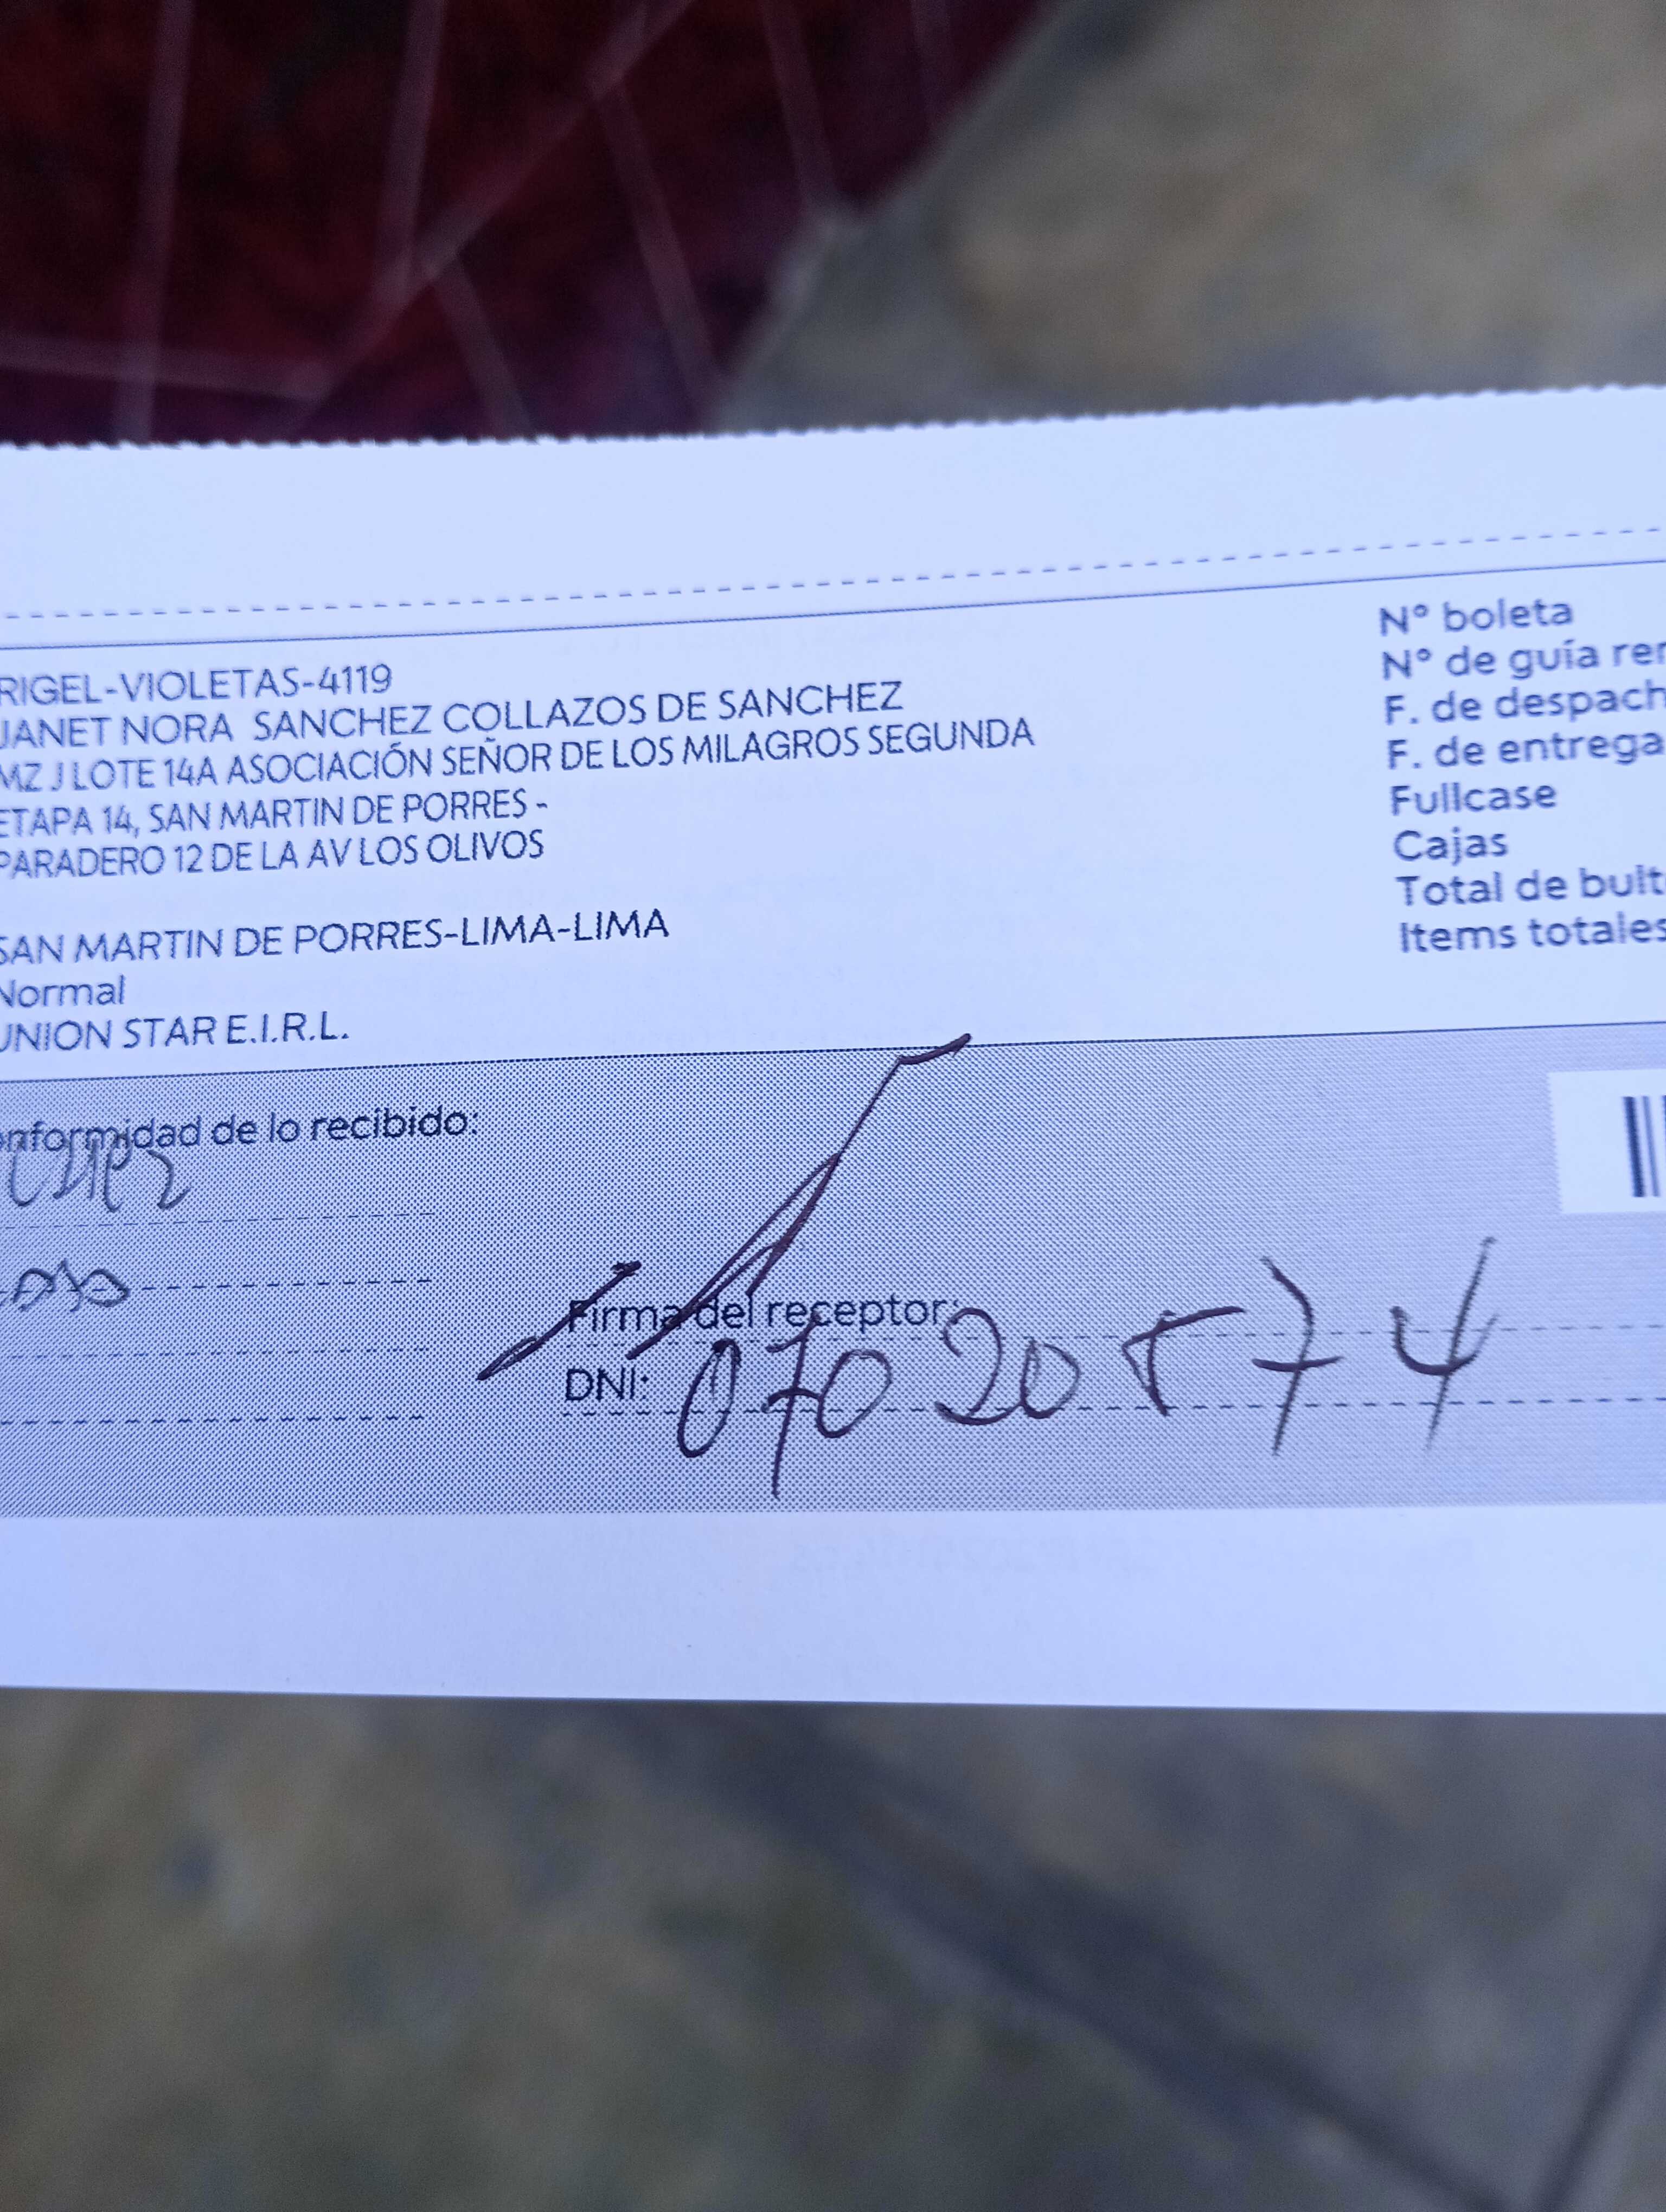 RIGEL-VIOLETAS-4119
JANET NORA SANCHEZ COLLAZOS DE SANCHEZ
MZ J LOTE 14A ASOCIACIÓN SEÑOR DE LOS MILAGROS SEGUNDA
ETAPA 14, SAN MARTIN DE PORRES -
PARADERO 12 DE LA AV LOS OLIVOS
SAN MARTIN DE PORRES-LIMA-LIMA
Normal
UNION STAR E.I.R.L.
N° boleta
N° de guía rem
F. de despach
F. de entrega
Fullcase
Cajas
Total de bult
Items totales
onformidad de lo recibido:
Firma del receptor:
DNI: 07020574